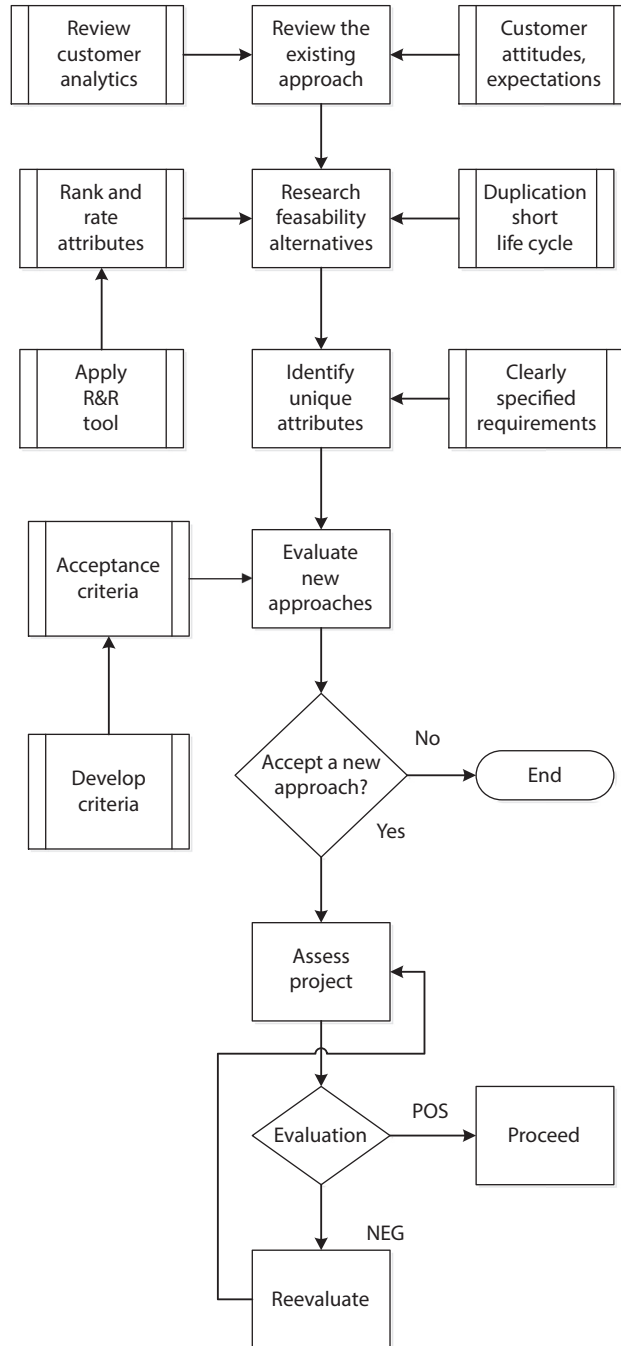 Review
customer
analytics
Review the
existing
approach
Customer
attitudes,
expectations
Rank and
rate
attributes
Research
feasability
alternatives
Duplication
short
life cycle
Apply
R&R
tool
Identify
unique
attributes
Clearly
specified
requirements
Acceptance
criteria
Evaluate
new
approaches
Develop
criteria
Accept a new
approach?
No
End
Yes
Assess
project
Evaluation
POS
Proceed
NEG
Reevaluate